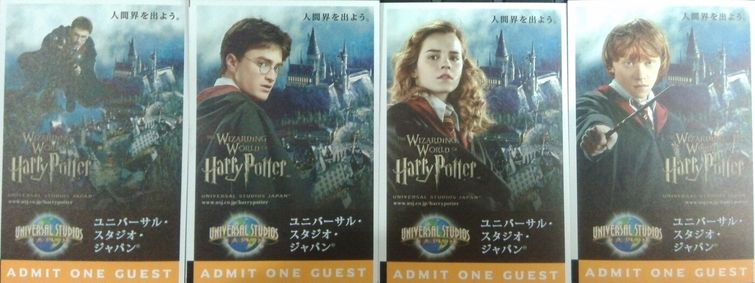 人間界を出よう。
THE
WIZARDING
WORLD OF
Harry Potter
UNIVERSAL STUDIOS JAPAN
www.usj.co.jp/harrypotter
UNIVERSAL STUDIOS
JAPAN
ユニバーサル・
スタジオ・
ジャパン®
ADMIT ONE GUEST
人間界を出よう。
THE
WIZARDING
WORLD OF
Harry Potter
UNIVERSAL STUDIOS JAPAN
www.usj.co.jp/harrypotter
UNIVERSAL STUDIOS
JAPAN
ユニバーサル・
スタジオ・
ジャパン®
ADMIT ONE GUEST
人間界を出よう。
THE
WIZARDING
WORLD OF
Harry Potter
UNIVERSAL STUDIOS JAPAN
www.usj.co.jp/harrypotter
UNIVERSAL STUDIOS
JAPAN
ユニバーサル・
スタジオ・
ジャパン®
ADMIT ONE GUEST
人間界を出よう。
THE
WIZARDING
WORLD OF
Harry Potter
UNIVERSAL STUDIOS JAPAN
www.usj.co.jp/harrypotter
UNIVERSAL STUDIOS
JAPAN
ユニバーサル・
スタジオ・
ジャパン®
ADMIT ONE GUEST